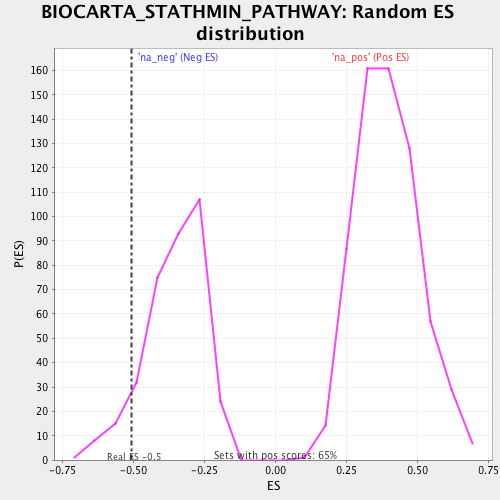 BIOCARTA_STATHMIN_PATHWAY: Random ES
distribution
'na_neg' (Neg ES)
'na_pos' (Pos ES)
160
150
140
130
120
110
100
90
80
70
60
50
40
30
20
10
0
P(ES)
Real ES -0.5
Sets with pos scores: 65%
-0.75 -0.50 -0.25 0.00 0.25 0.50 0.75
ES